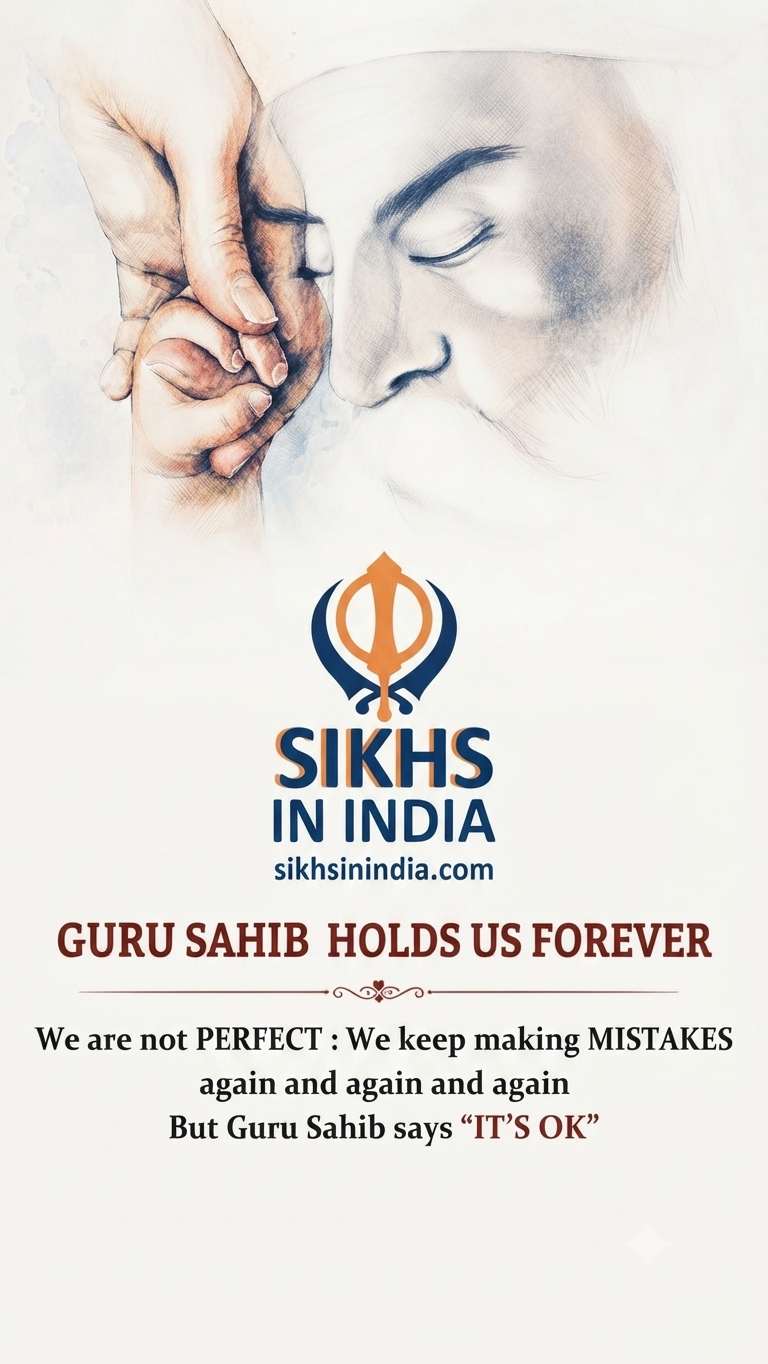 SIKHS
IN INDIA
sikhsinindia.com
GURU SAHIB HOLDS US FOREVER
We are not PERFECT : We keep making MISTAKES
again and again and again
But Guru Sahib says “IT’S OK”